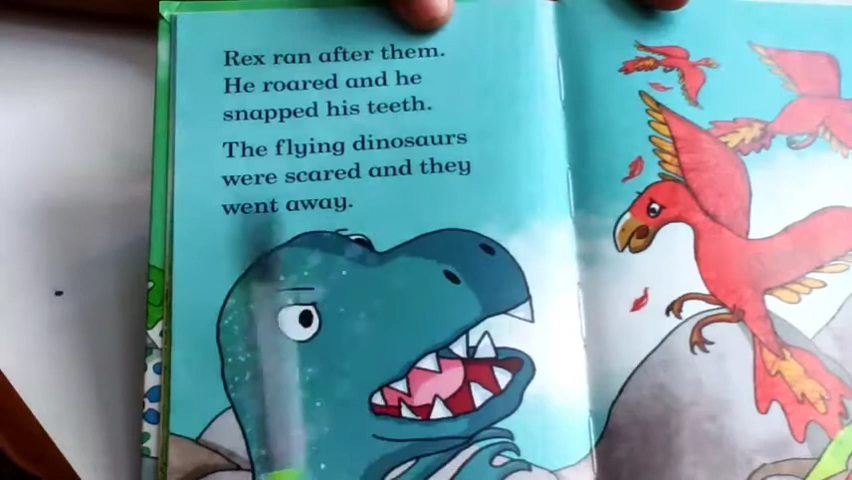 Rex ran after them.
He roared and he
snapped his teeth.
The flying dinosaurs
were scared and they
went away.